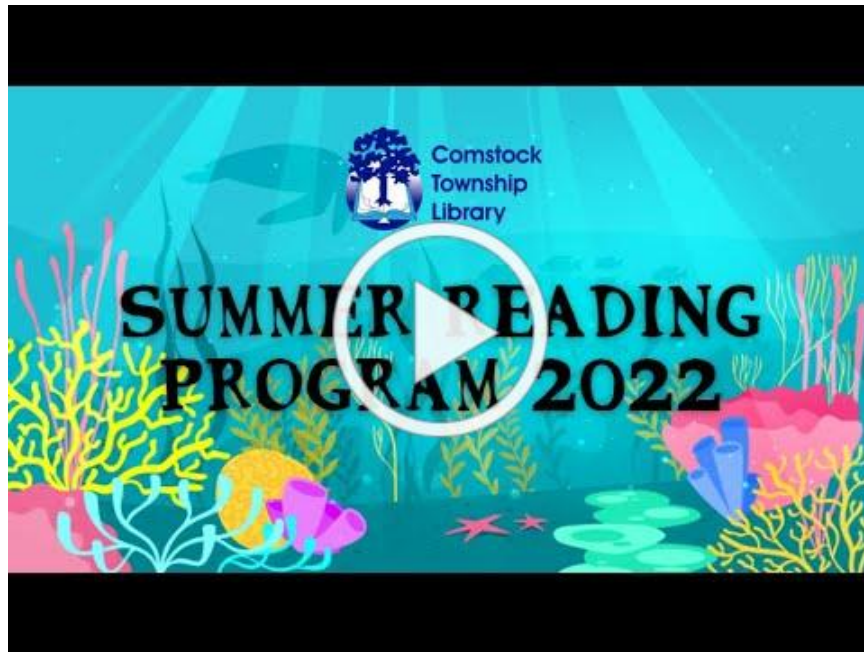 Comstock
Township
Library
SUMMER READING
PROGRAM 2022